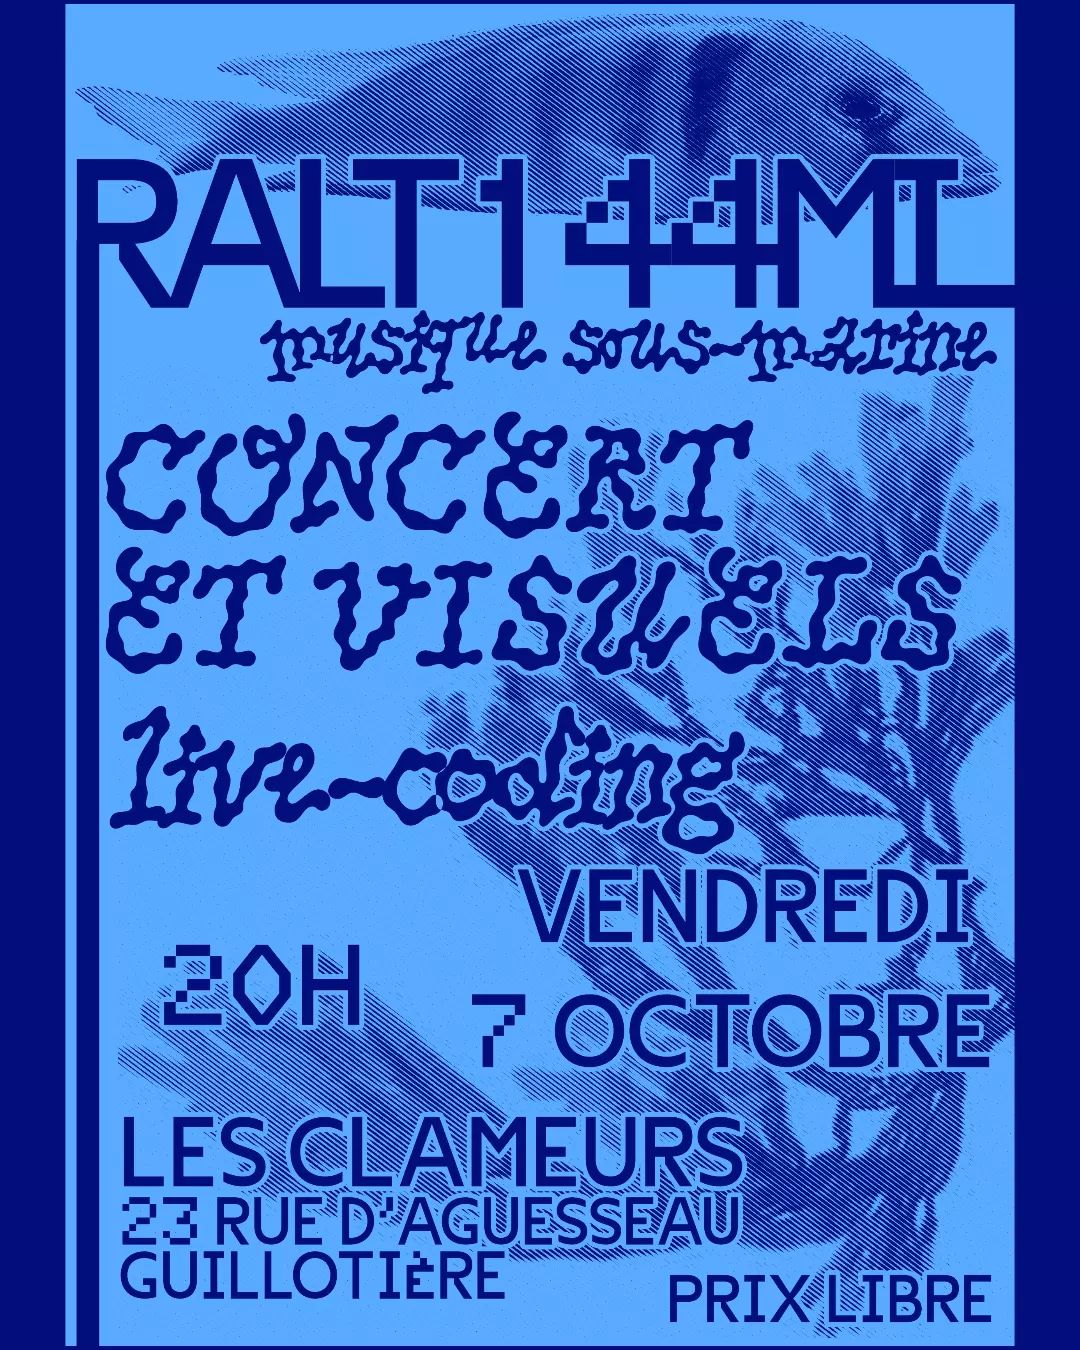 RALT144MI
musique sous-marine
CONCERT
ET VISUELS
live-coding
VENDREDI
20H
7 OCTOBRE
LES CLAMEURS
23 RUE D'AGUESSEAU
GUILLOTIÈRE
PRIX LIBRE